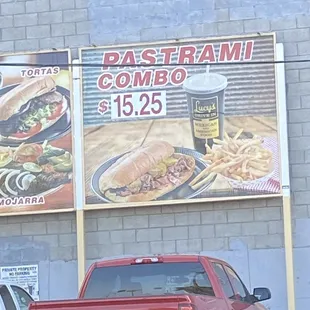 TORTAS
MOJARRA
PASTRAMI
COMBO
$15.25
Lucy's
PRIVATE PROPERTY
NO PARKING